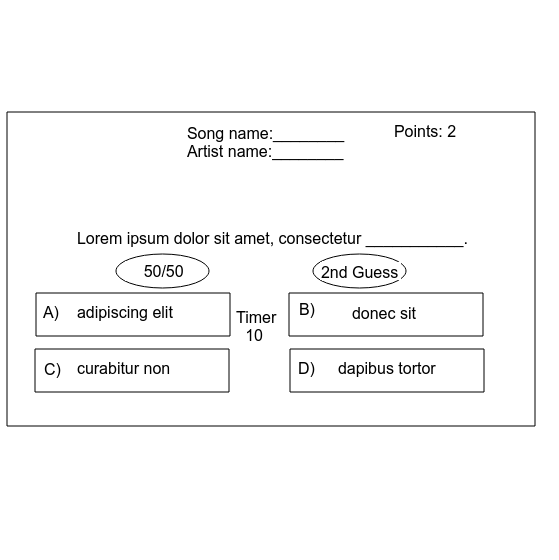 Song name:________
Points: 2
Artist name:________
Lorem ipsum dolor sit amet, consectetur ___________.
50/50
2nd Guess
A) adipiscing elit
B) donec sit
Timer
10
C) curabitur non
D) dapibus tortor